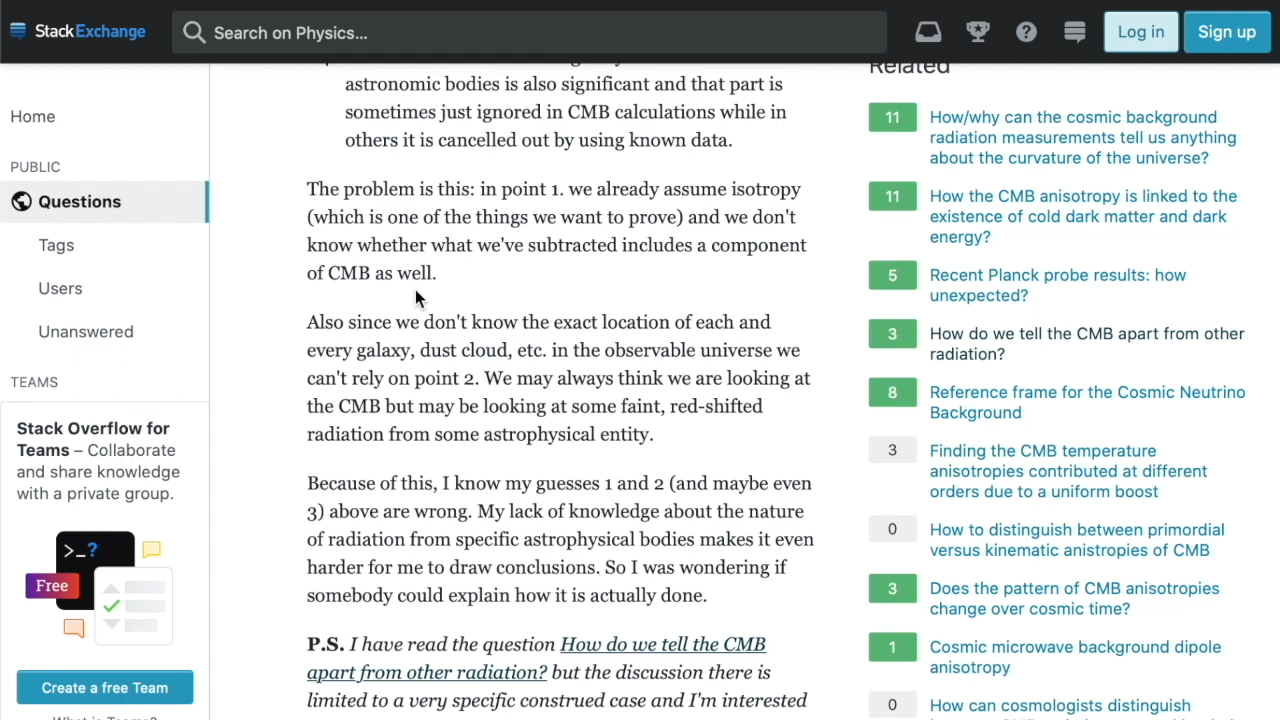 StackExchange
Search on Physics...
Log in
Sign up
Home
PUBLIC
Questions
Tags
Users
Unanswered
TEAMS
Stack Overflow for
Teams – Collaborate
and share knowledge
with a private group.
>_?
Free
Create a free Team
What is Teams?
astronomic bodies is also significant and that part is
sometimes just ignored in CMB calculations while in
others it is cancelled out by using known data.
The problem is this: in point 1. we already assume isotropy
(which is one of the things we want to prove) and we don't
know whether what we've subtracted includes a component
of CMB as well.
Also since we don't know the exact location of each and
every galaxy, dust cloud, etc. in the observable universe we
can't rely on point 2. We may always think we are looking at
the CMB but may be looking at some faint, red-shifted
radiation from some astrophysical entity.
Because of this, I know my guesses 1 and 2 (and maybe even
3) above are wrong. My lack of knowledge about the nature
of radiation from specific astrophysical bodies makes it even
harder for me to draw conclusions. So I was wondering if
somebody could explain how it is actually done.
P.S. I have read the question How do we tell the CMB
apart from other radiation? but the discussion there is
limited to a very specific construed case and I'm interested
Related
11 How/why can the cosmic background
radiation measurements tell us anything
about the curvature of the universe?
11 How the CMB anisotropy is linked to the
existence of cold dark matter and dark
energy?
5 Recent Planck probe results: how
unexpected?
3 How do we tell the CMB apart from other
radiation?
8 Reference frame for the Cosmic Neutrino
Background
3 Finding the CMB temperature
anisotropies contributed at different
orders due to a uniform boost
0 How to distinguish between primordial
versus kinematic anistropies of CMB
3 Does the pattern of CMB anisotropies
change over cosmic time?
1 Cosmic microwave background dipole
anisotropy
0 How can cosmologists distinguish